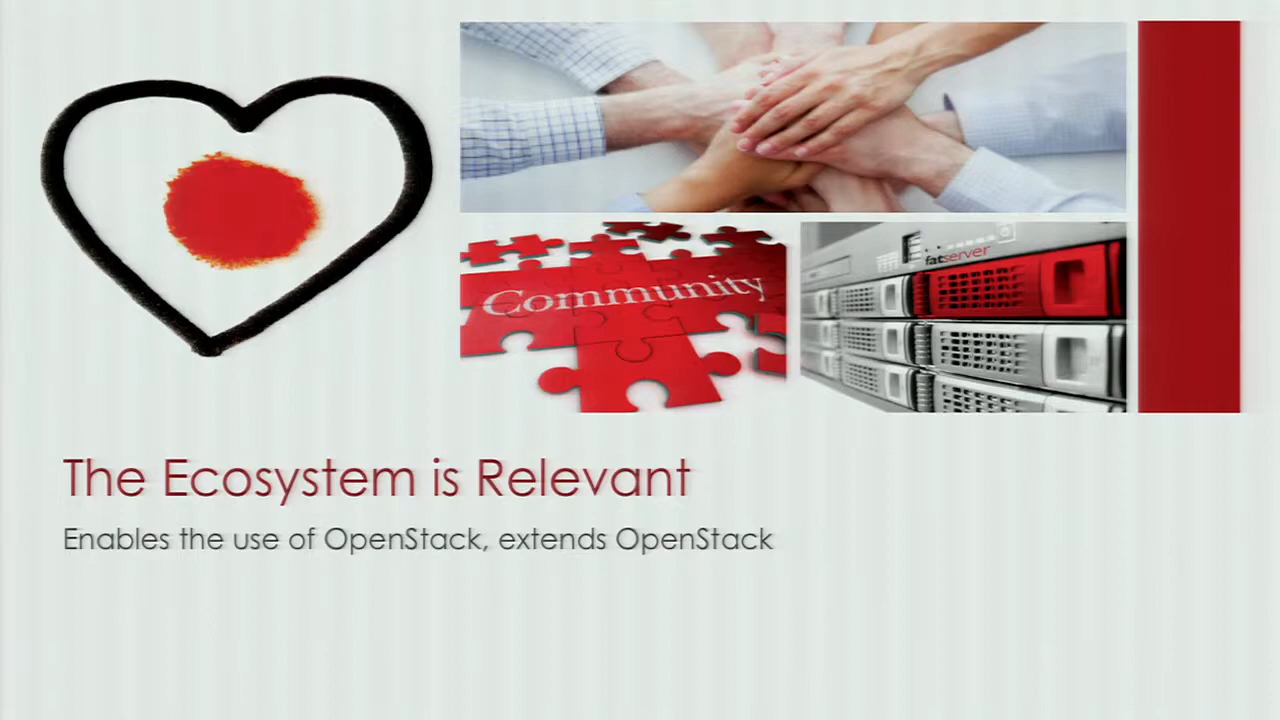 Community
fatserver
The Ecosystem is Relevant
Enables the use of OpenStack, extends OpenStack